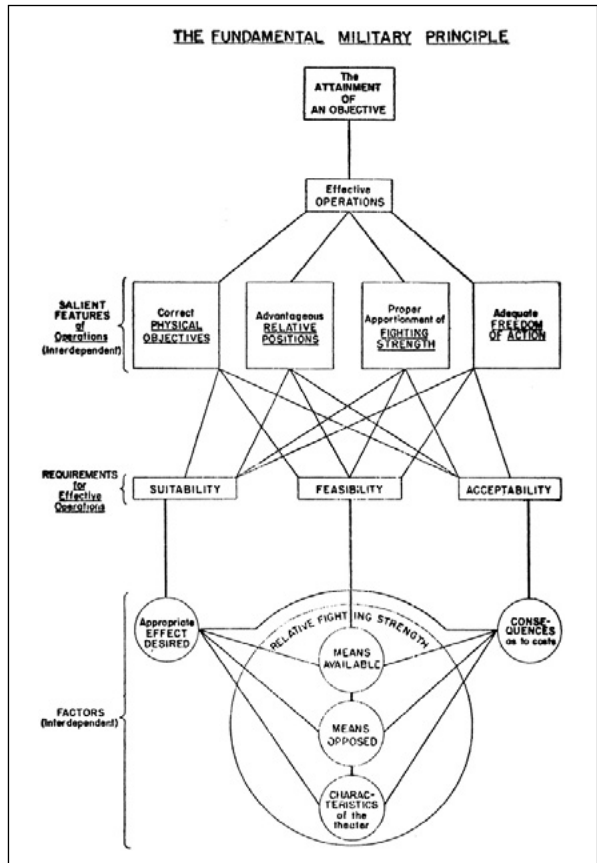 THE FUNDAMENTAL MILITARY PRINCIPLE
The
ATTAINMENT
OF
AN OBJECTIVE
Effective
OPERATIONS
SALIENT
FEATURES
of
Operations
(Interdependent)
Correct
PHYSICAL
OBJECTIVES
Advantageous
RELATIVE
POSITIONS
Proper
Apportionment of
FIGHTING
STRENGTH
Adequate
FREEDOM
OF ACTION
REQUIREMENTS
for
Effective
Operations
SUITABILITY
FEASIBILITY
ACCEPTABILITY
FACTORS
(Interdependent)
Appropriate
EFFECT
DESIRED
RELATIVE FIGHTING STRENGTH
MEANS
AVAILABLE
MEANS
OPPOSED
CHARAC-
TERISTICS
of the
theater
CONSE-
QUENCES
as to costs